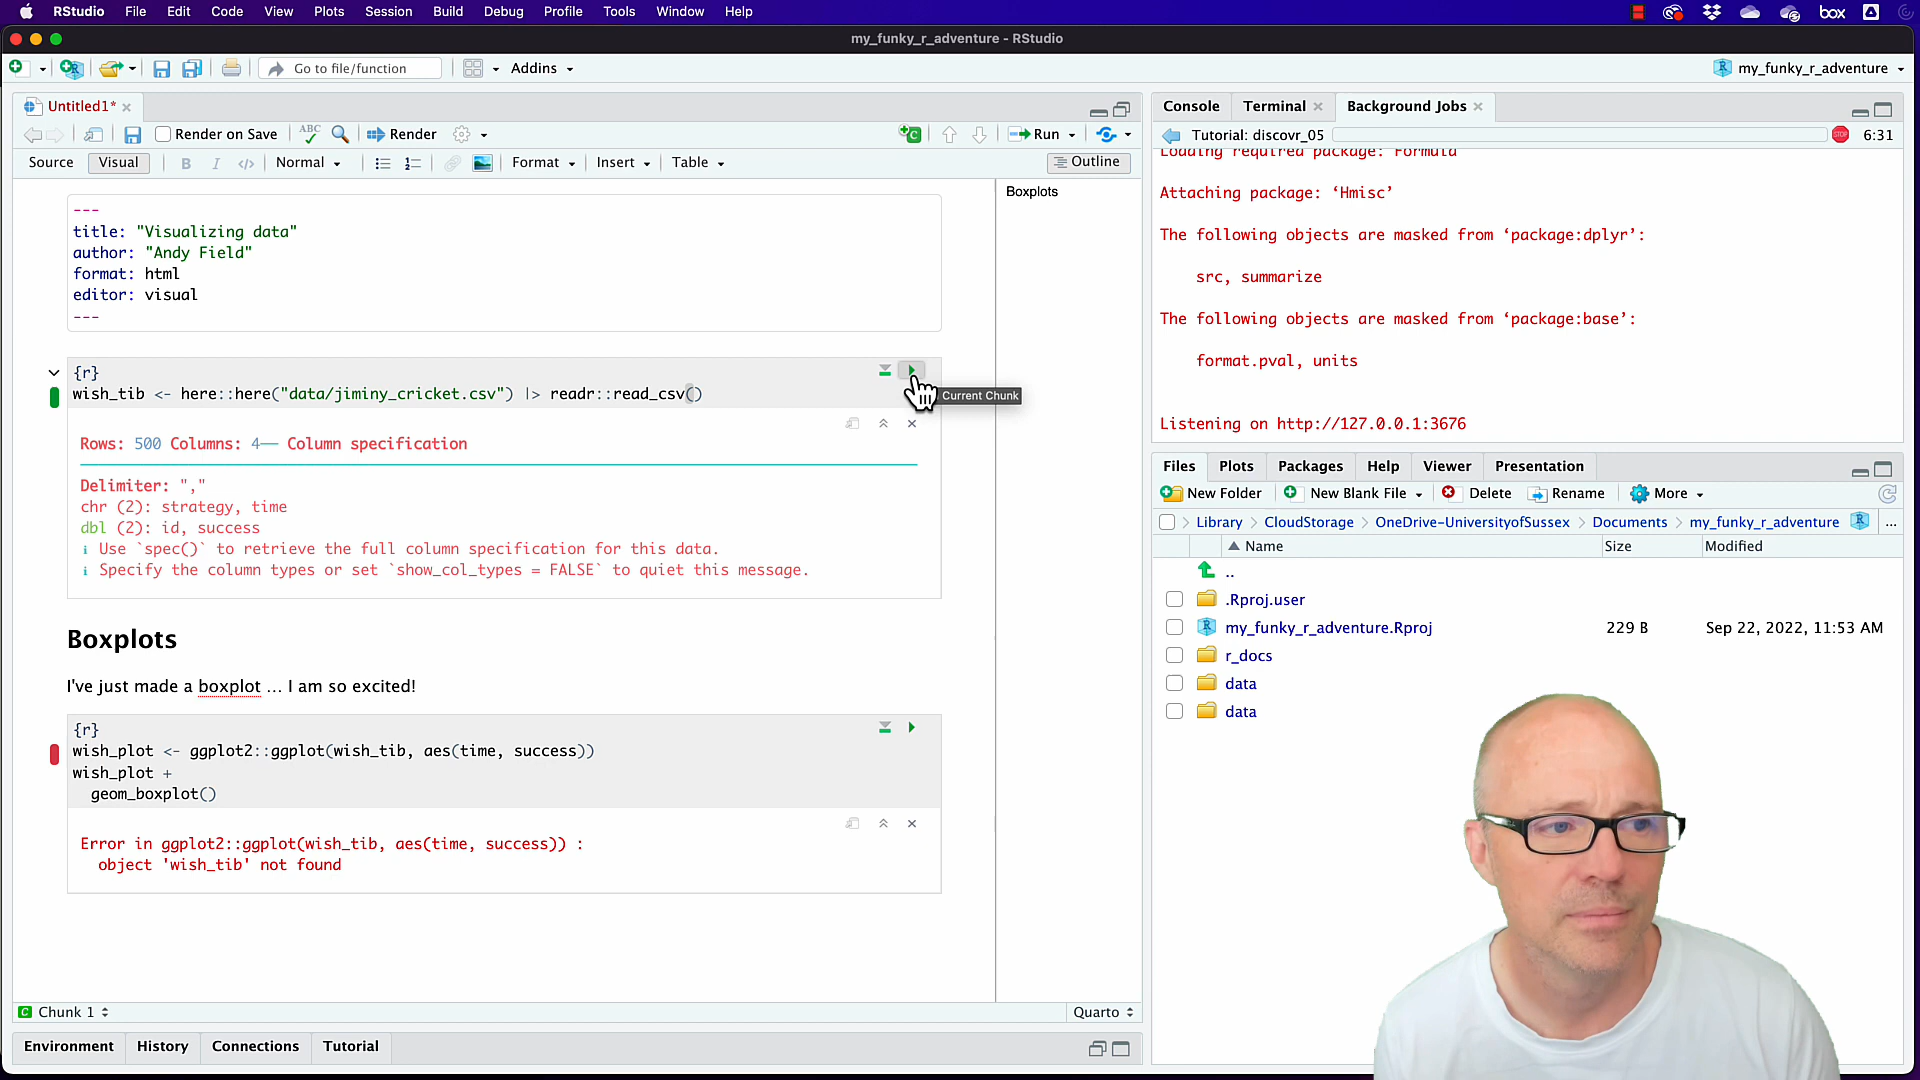 RStudio File Edit Code View Plots Session Build Debug Profile Tools Window Help box
my_funky_r_adventure - RStudio
Go to file/function Addins my_funky_r_adventure
Untitled1*
Render on Save ABC Render Run
Source Visual B I </> Normal Format Insert Table Outline
---
title: "Visualizing data"
author: "Andy Field"
format: html
editor: visual
---
{r}
wish_tib <- here::here("data/jiminy_cricket.csv") |> readr::read_csv()
Current Chunk
Rows: 500 Columns: 4── Column specification
Delimiter: ","
chr (2): strategy, time
dbl (2): id, success
i Use `spec()` to retrieve the full column specification for this data.
i Specify the column types or set `show_col_types = FALSE` to quiet this message.
Boxplots
I've just made a boxplot … I am so excited!
{r}
wish_plot <- ggplot2::ggplot(wish_tib, aes(time, success))
wish_plot +
geom_boxplot()
Error in ggplot2::ggplot(wish_tib, aes(time, success)) :
object 'wish_tib' not found
Boxplots
C Chunk 1 Quarto
Environment History Connections Tutorial
Console Terminal Background Jobs
Tutorial: discovr_05 STOP 6:31
Loading required package: Formula
Attaching package: ‘Hmisc’
The following objects are masked from ‘package:dplyr’:
src, summarize
The following objects are masked from ‘package:base’:
format.pval, units
Listening on http://127.0.0.1:3676
Files Plots Packages Help Viewer Presentation
New Folder New Blank File Delete Rename More
Library CloudStorage OneDrive-UniversityofSussex Documents my_funky_r_adventure ...
Name Size Modified
..
.Rproj.user
my_funky_r_adventure.Rproj 229 B Sep 22, 2022, 11:53 AM
r_docs
data
data